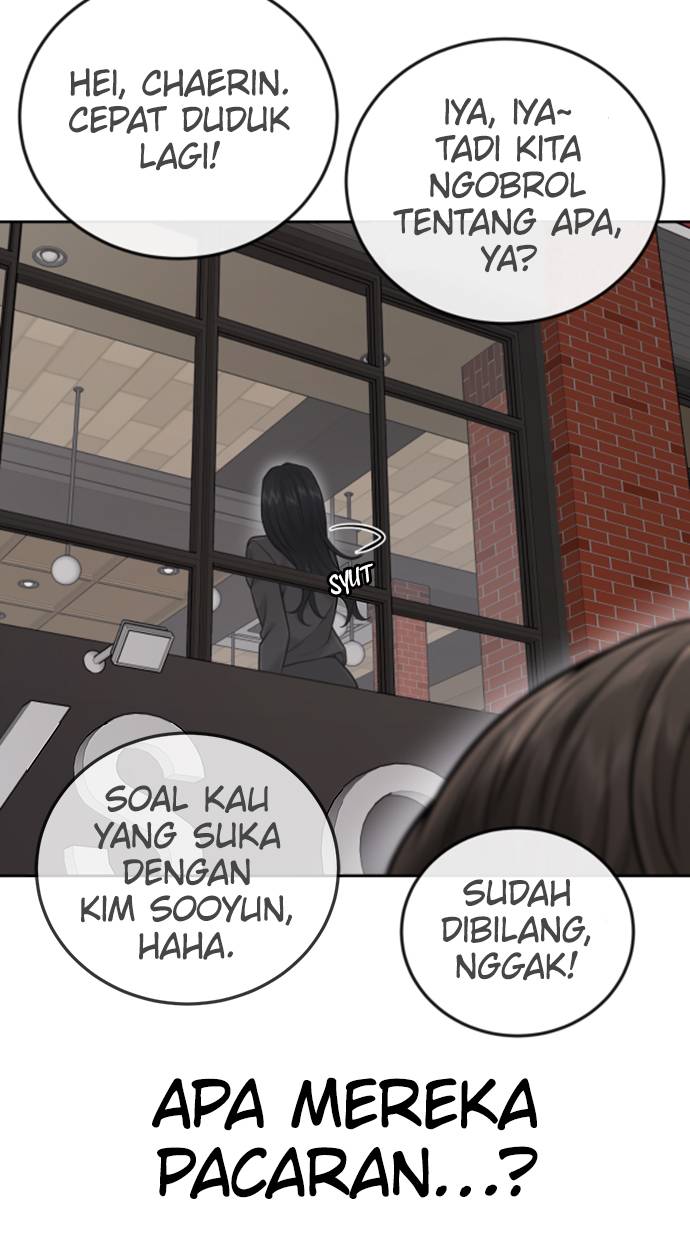 HEI, CHAERIN.
CEPAT DUDUK
LAGI!
IYA, IYA~
TADI KITA
NGOBROL
TENTANG APA,
YA?
SYUT
SOAL KAU
YANG SUKA
DENGAN
KIM SOOYUN,
HAHA.
SUDAH
DIBILANG,
NGGAK!
APA MEREKA
PACARAN...?